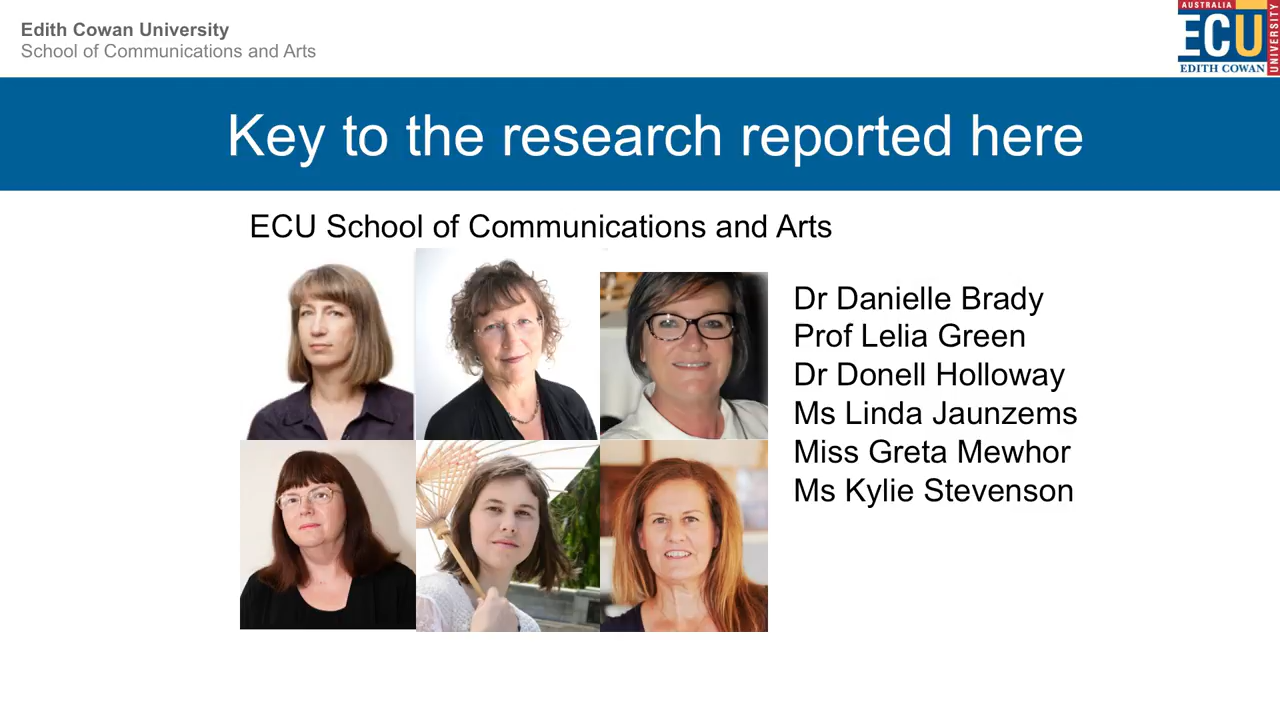 Edith Cowan University
School of Communications and Arts
AUSTRALIA
ECU
EDITH COWAN
UNIVERSITY
Key to the research reported here
ECU School of Communications and Arts
Dr Danielle Brady
Prof Lelia Green
Dr Donell Holloway
Ms Linda Jaunzems
Miss Greta Mewhor
Ms Kylie Stevenson